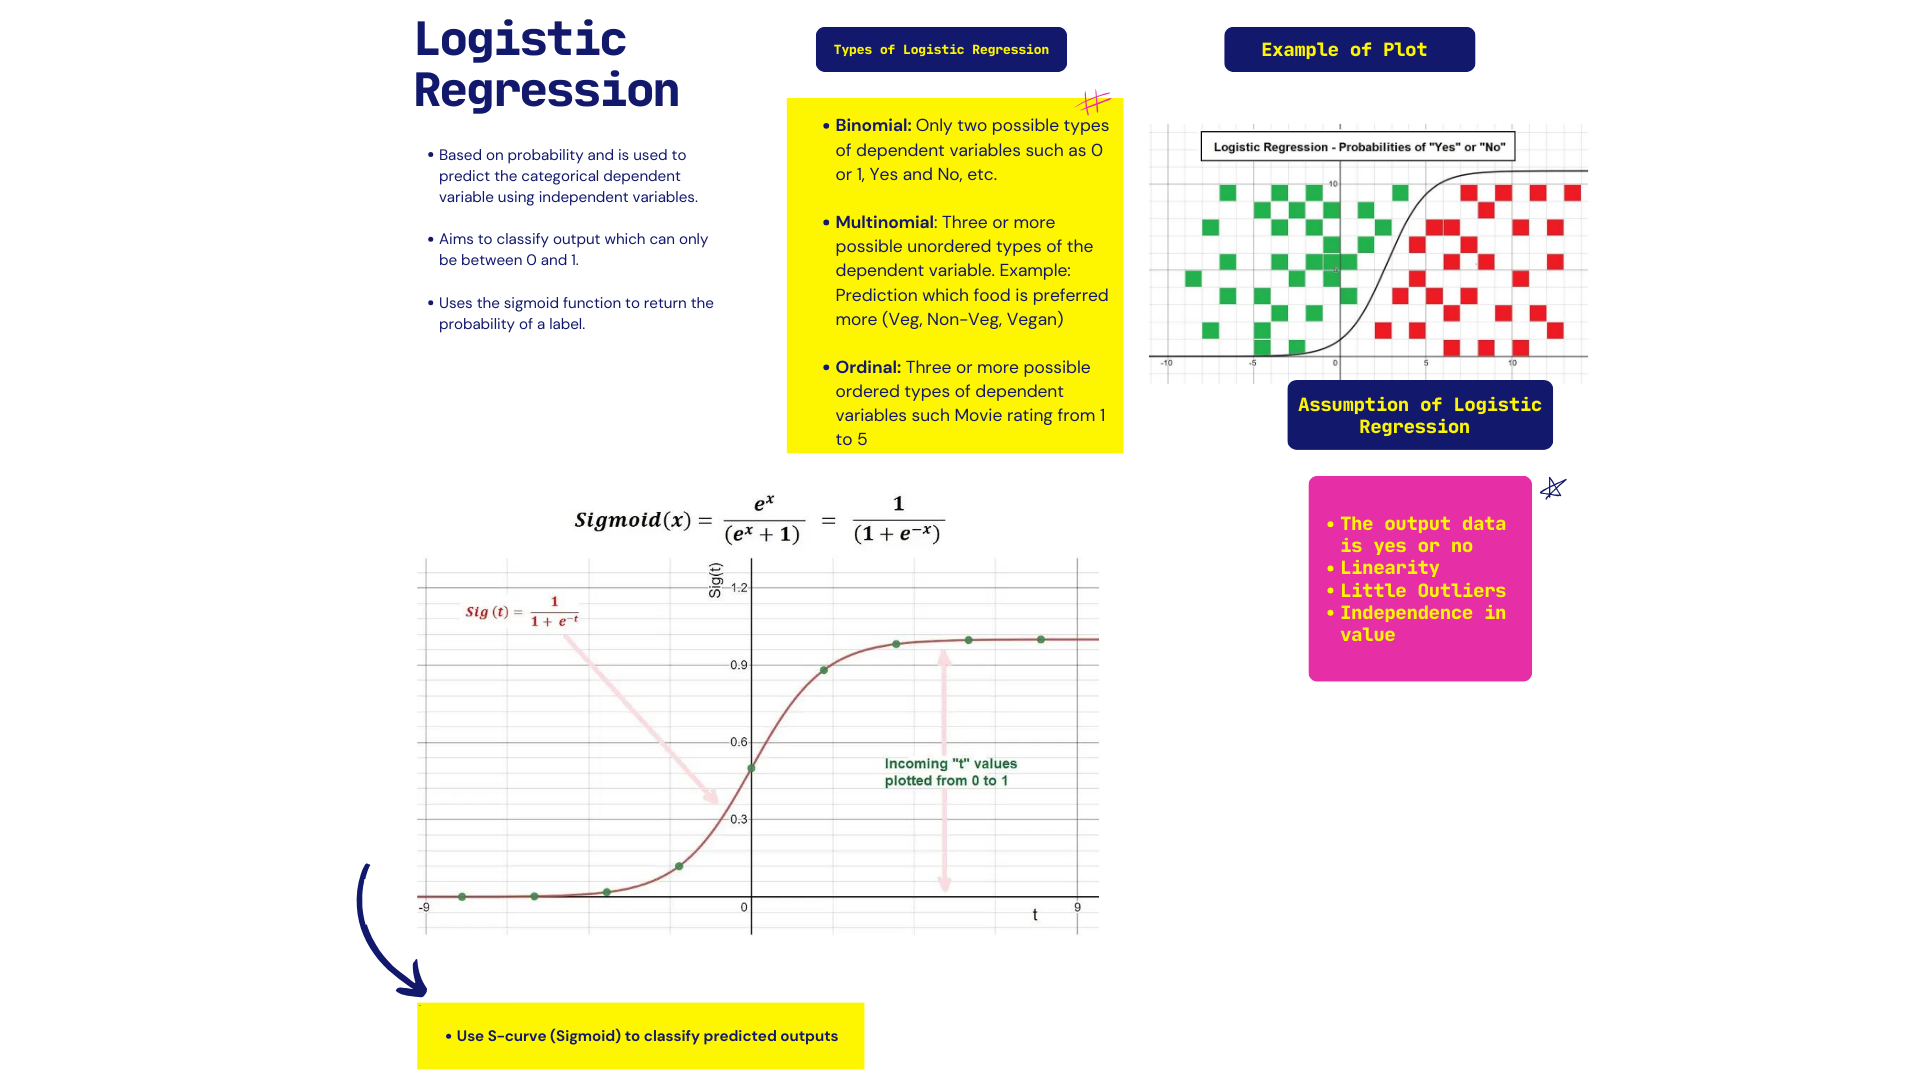 Logistic
Regression
• Based on probability and is used to
predict the categorical dependent
variable using independent variables.
• Aims to classify output which can only
be between 0 and 1.
• Uses the sigmoid function to return the
probability of a label.
Types of Logistic Regression
• Binomial: Only two possible types
of dependent variables such as 0
or 1, Yes and No, etc.
• Multinomial: Three or more
possible unordered types of the
dependent variable. Example:
Prediction which food is preferred
more (Veg, Non-Veg, Vegan)
• Ordinal: Three or more possible
ordered types of dependent
variables such Movie rating from 1
to 5
Example of Plot
Logistic Regression - Probabilities of "Yes" or "No"
10
5
-10 -5 0 5 10
Assumption of Logistic
Regression
• The output data
is yes or no
• Linearity
• Little Outliers
• Independence in
value
Sigmoid(x) = e^x / (e^x + 1) = 1 / (1 + e^−x)
Sig(t)
1.2
Sig (t) = 1 / (1 + e^−t)
0.9
0.6
Incoming "t" values
plotted from 0 to 1
0.3
-9 0 9
t
• Use S-curve (Sigmoid) to classify predicted outputs